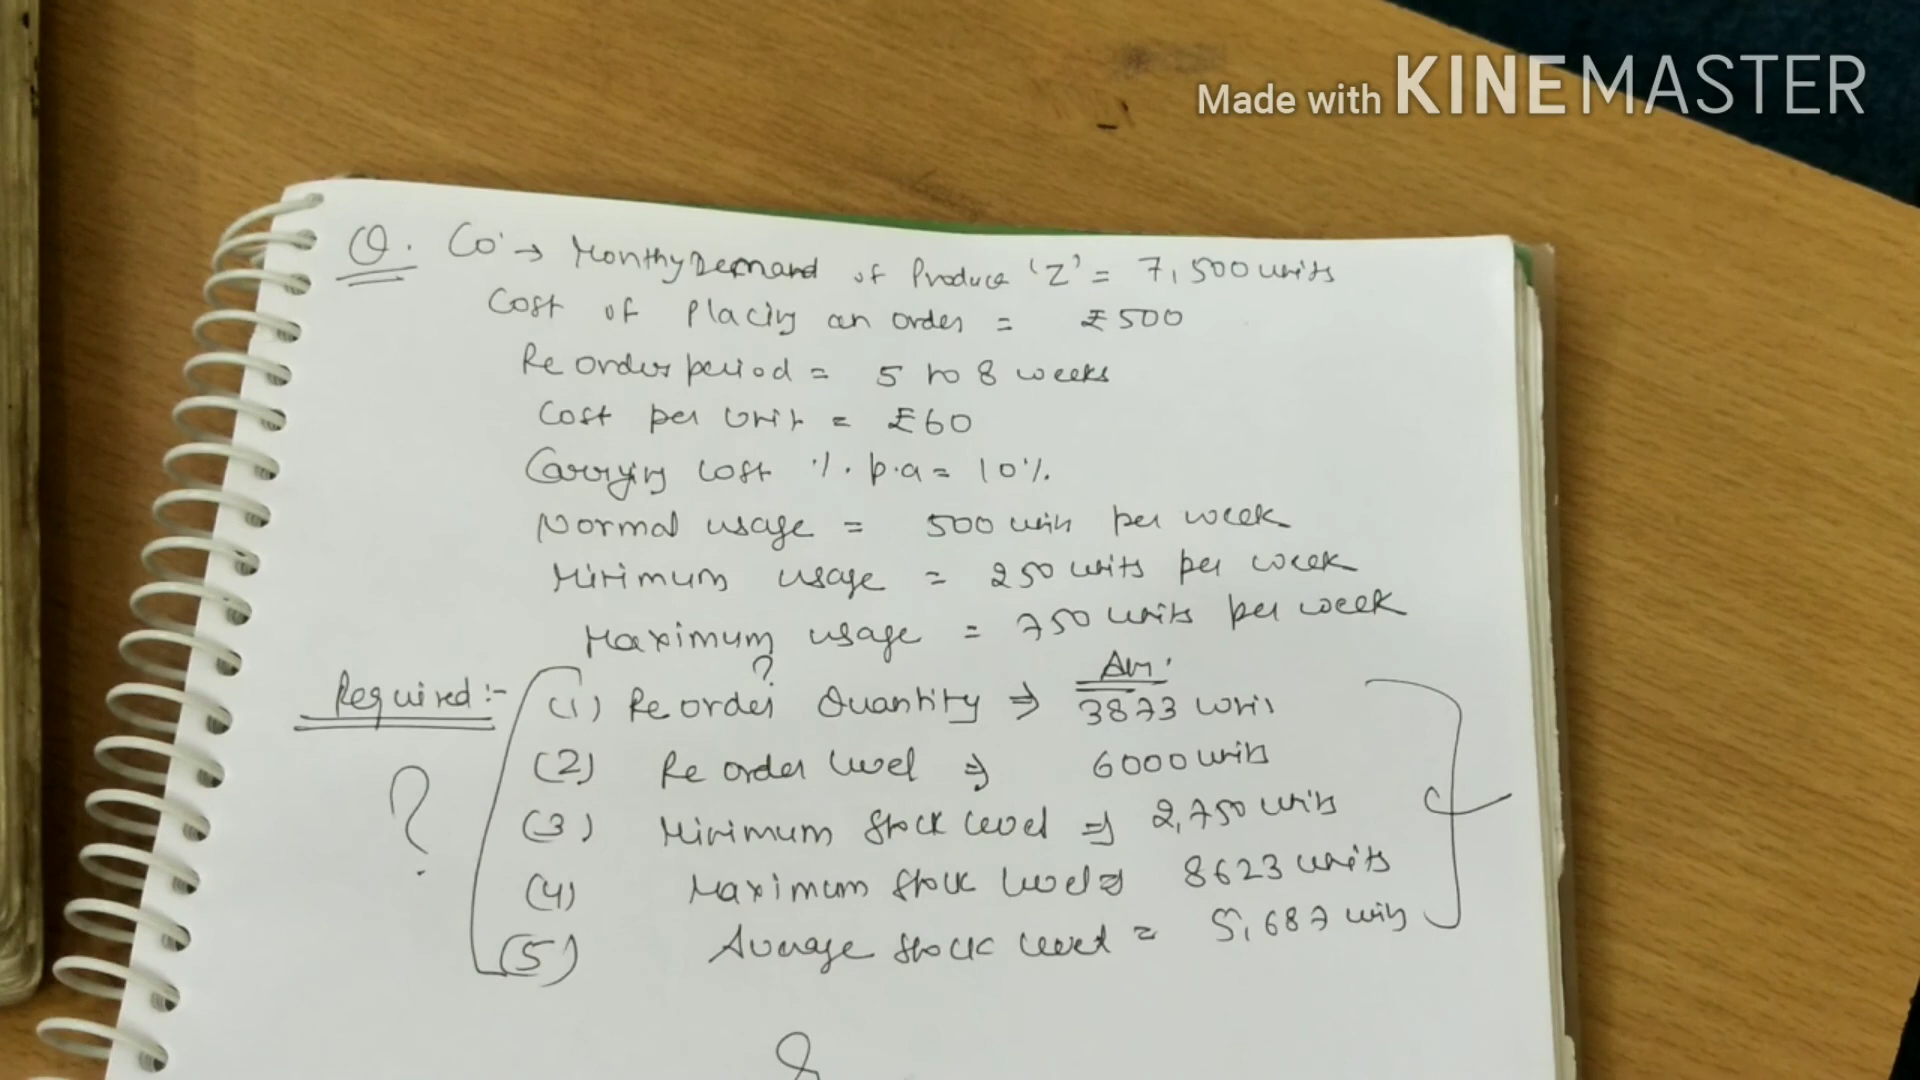 Made with KINEMASTER
Q. Co' → Monthy Demand of Produce 'Z' = 7,500 units
Cost of Placing an order = ₹500
Re order period = 5 to 8 weeks
Cost per Unit = ₹60
Carrying cost %. p.a = 10%.
Normal usage = 500 units per week
Minimum usage = 250 units per week
Maximum usage = 750 units per week
Required :-
?
Am'
(1) Re order Quantity ⇒ 3873 units
(2) Re order level ⇒ 6000 units
(3) Minimum Stock level ⇒ 2,750 units
(4) Maximum Stock level ⇒ 8623 units
(5) Average stock level = 5,687 units
?